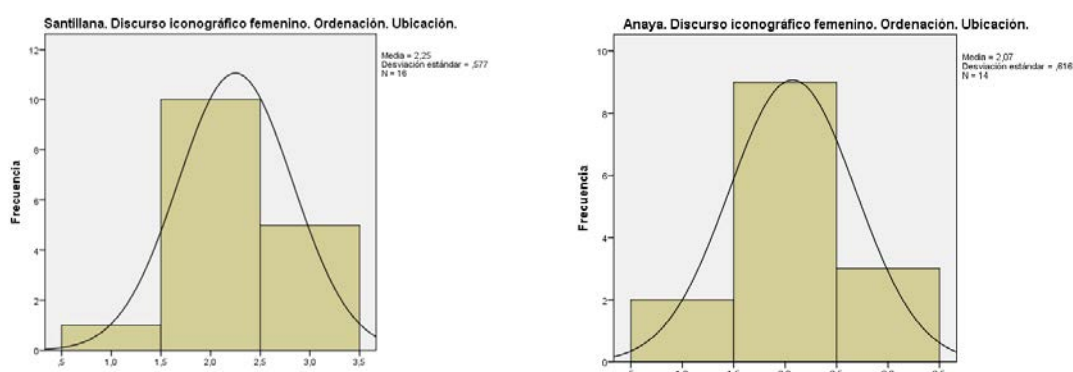 Santillana. Discurso iconográfico femenino. Ordenación. Ubicación.
Media = 2,25
Desviación estándar = ,577
N = 16
12
10
8
6
4
2
0
Frecuencia
,5 1,0 1,5 2,0 2,5 3,0 3,5
Anaya. Discurso iconográfico femenino. Ordenación. Ubicación.
Media = 2,07
Desviación estándar = ,616
N = 14
10
8
6
4
2
0
Frecuencia